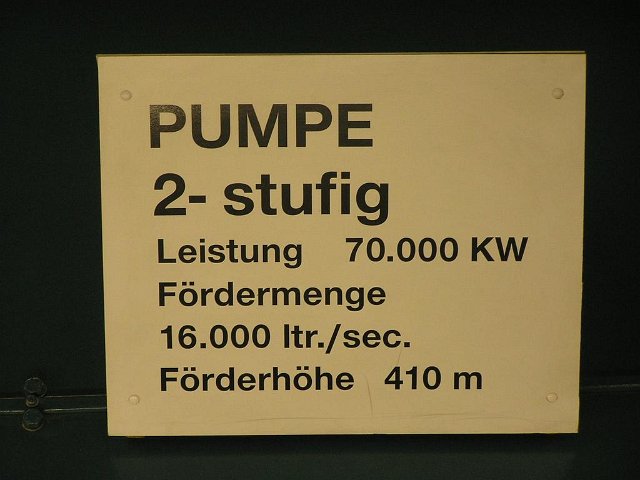 PUMPE
2- stufig
Leistung 70.000 KW
Fördermenge
16.000 ltr./sec.
Förderhöhe 410 m